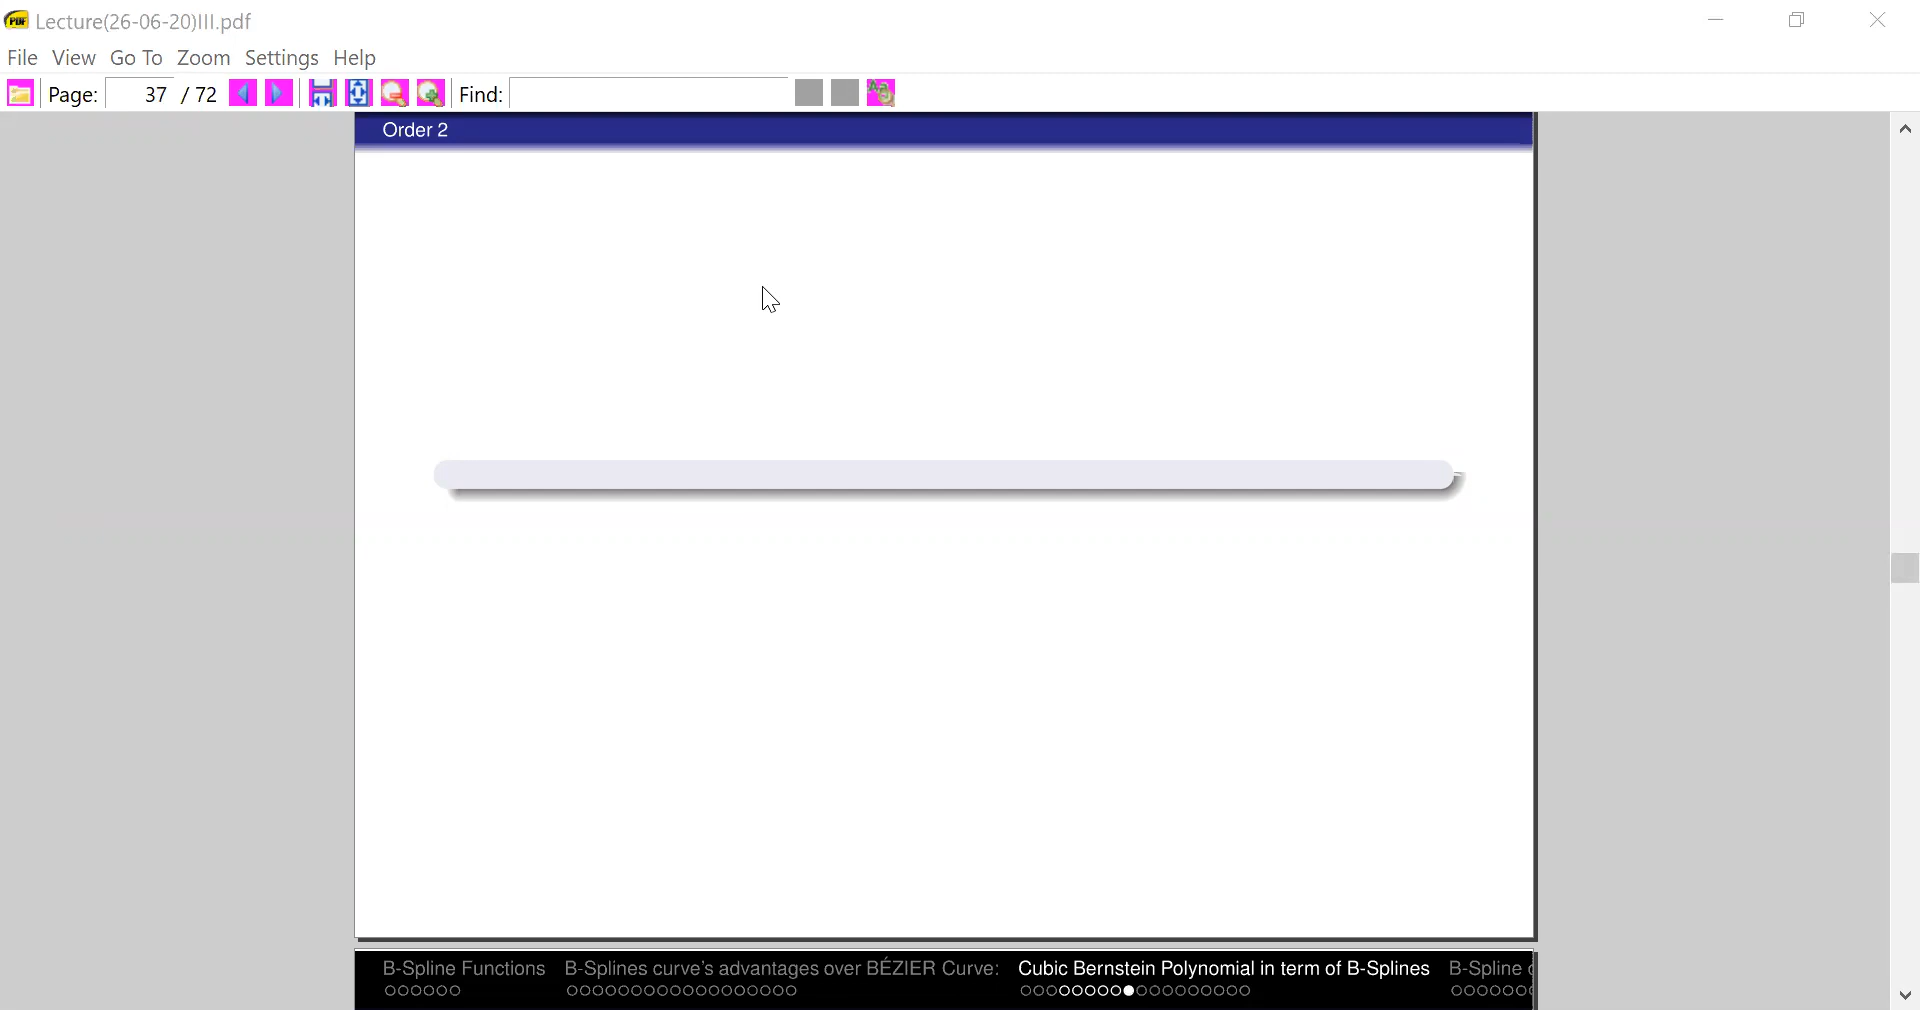 Lecture(26-06-20)III.pdf
File View Go To Zoom Settings Help
Page: 37 / 72 Find:
Order 2
B-Spline Functions B-Splines curve's advantages over BÉZIER Curve: Cubic Bernstein Polynomial in term of B-Splines B-Spline